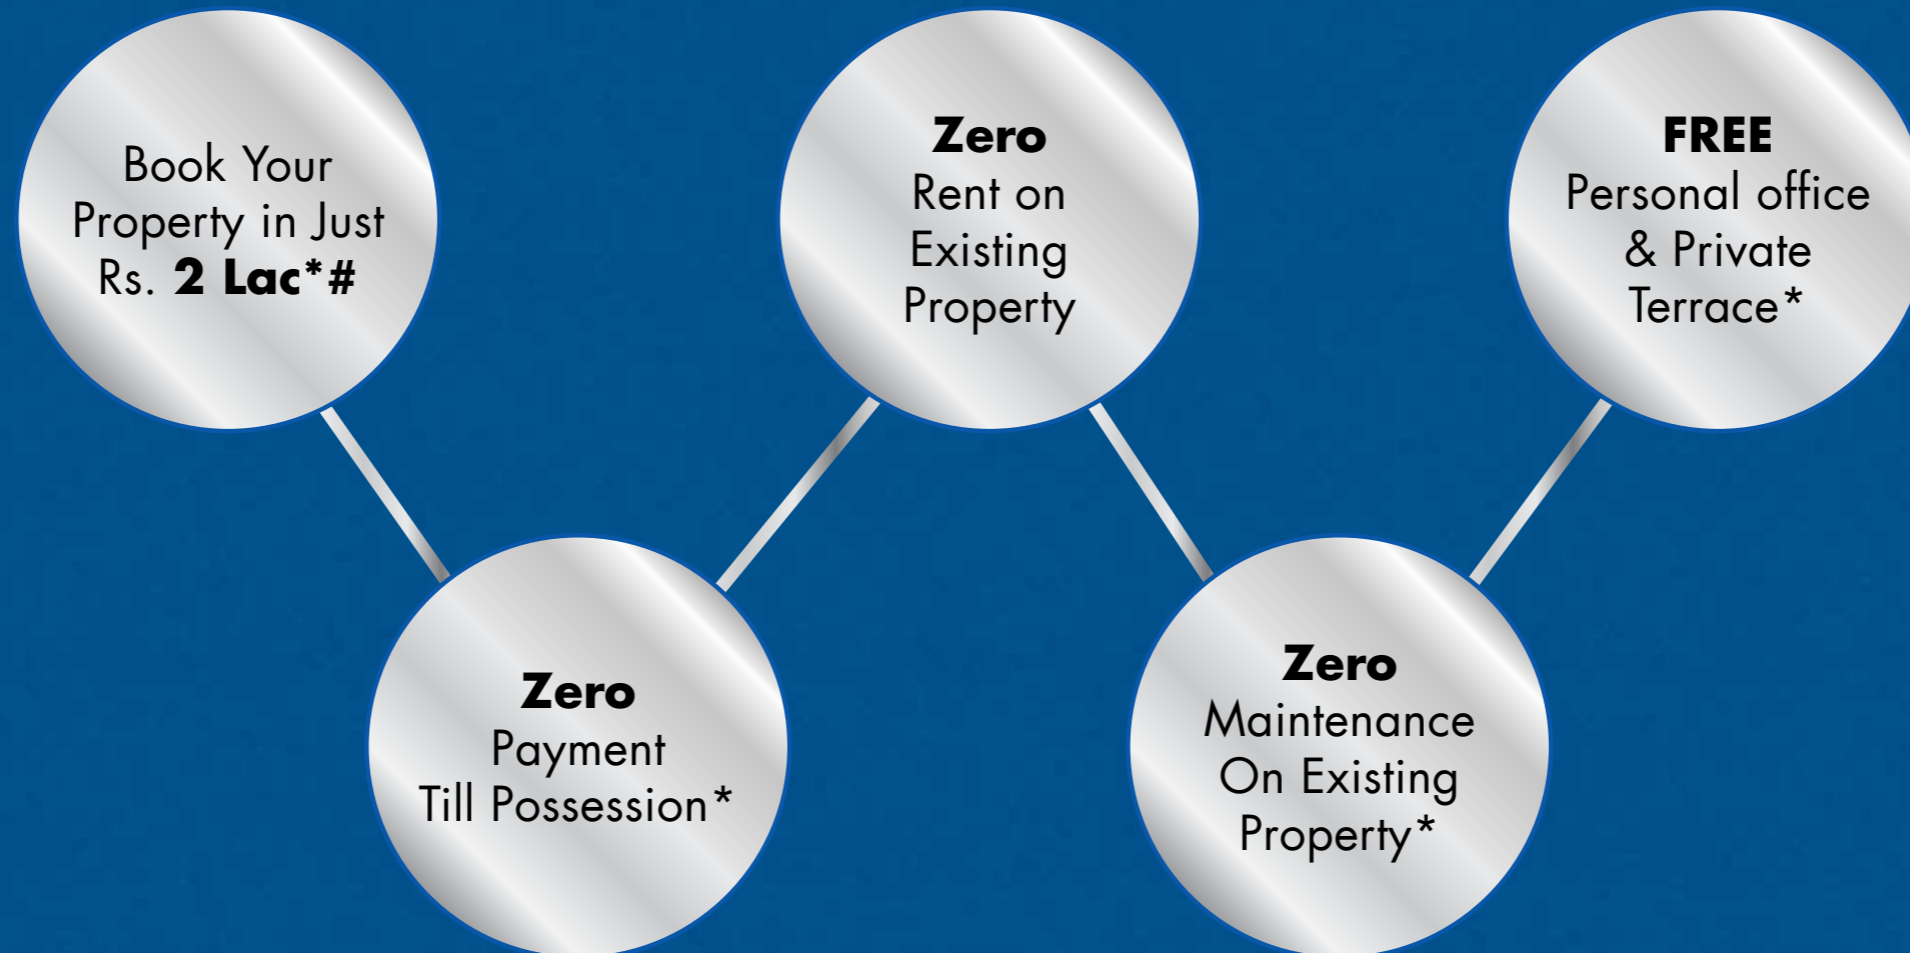 Book Your
Property in Just
Rs. 2 Lac*#
Zero
Payment
Till Possession*
Zero
Rent on
Existing
Property
Zero
Maintenance
On Existing
Property*
FREE
Personal office
& Private
Terrace*